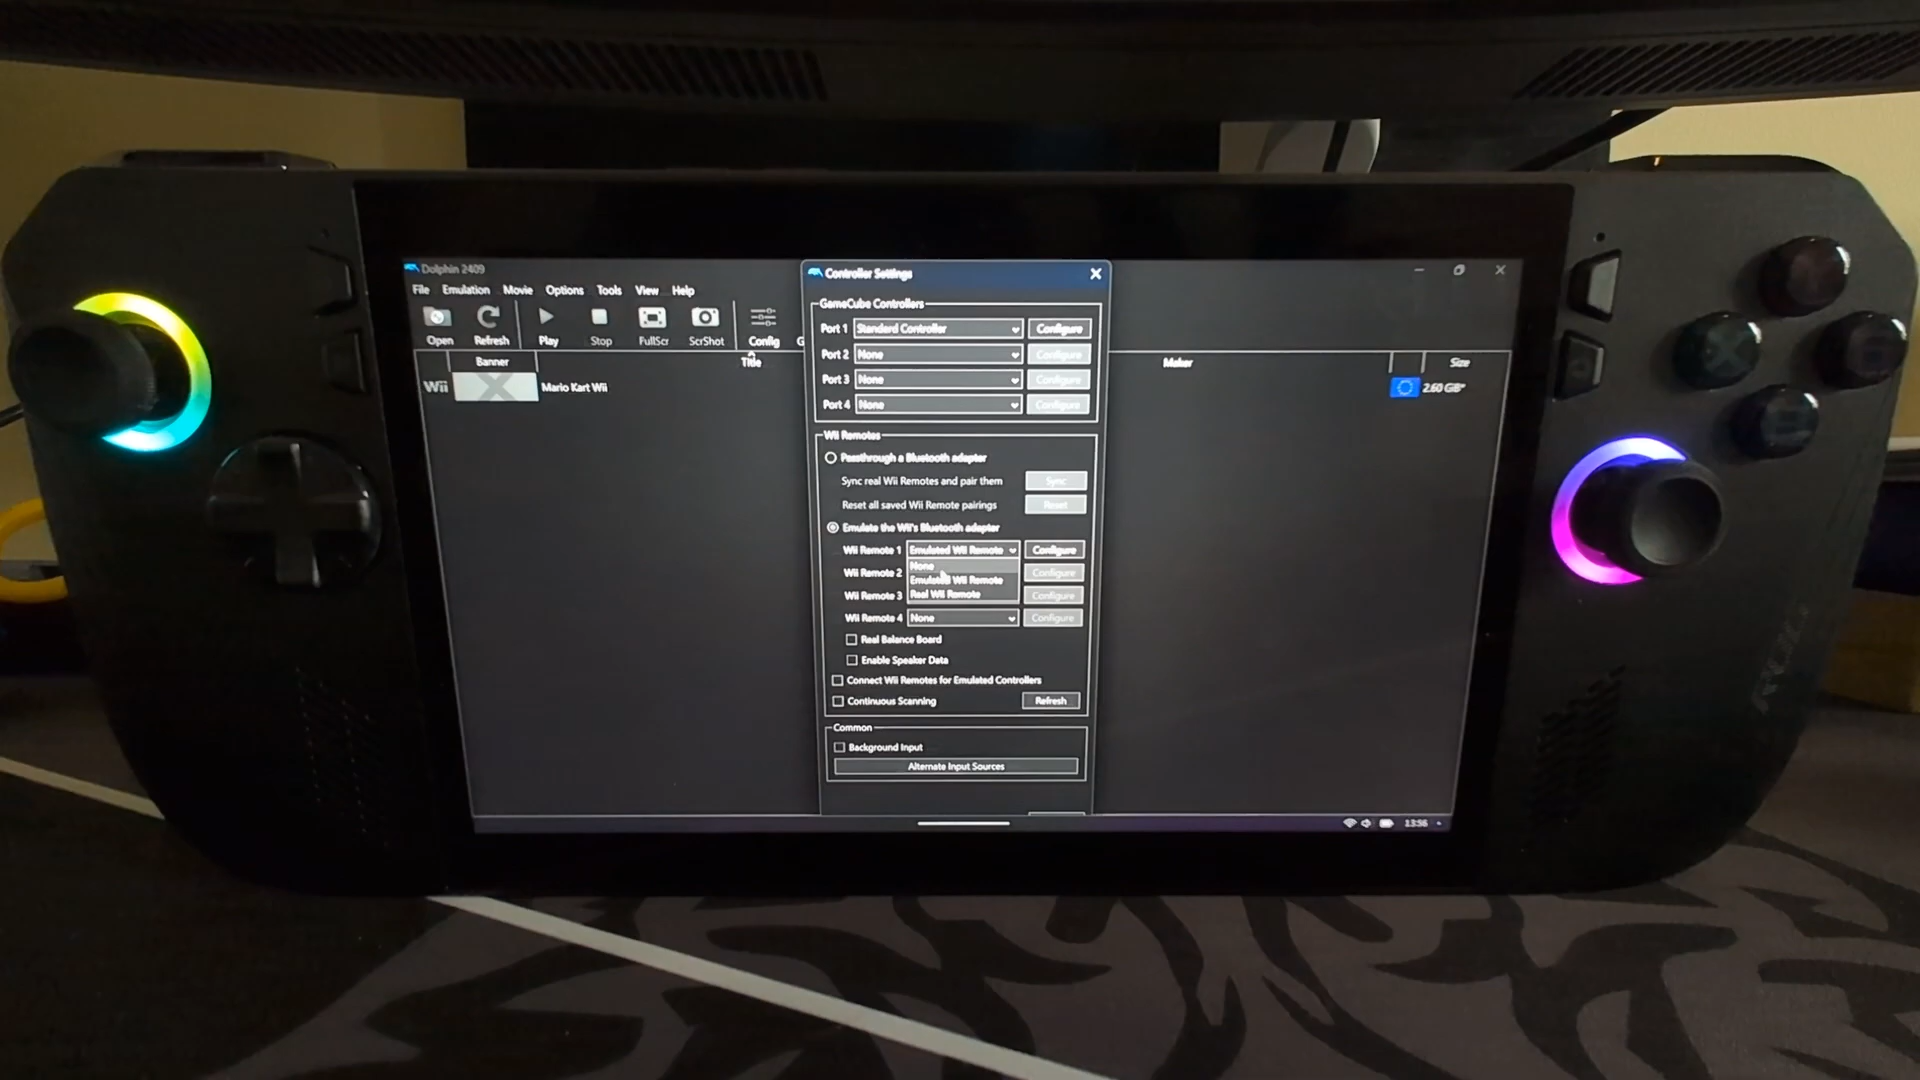 Dolphin 2409
File Emulation Movie Options Tools View Help
Open Refresh Play Stop FullScr ScrShot Config G
Banner Title Maker Size
Wii Mario Kart Wii 2.60 GiB*
Controller Settings
GameCube Controllers
Port 1 Standard Controller Configure
Port 2 None Configure
Port 3 None Configure
Port 4 None Configure
Wii Remotes
Passthrough a Bluetooth adapter
Sync real Wii Remotes and pair them Sync
Reset all saved Wii Remote pairings Reset
Emulate the Wii's Bluetooth adapter
Wii Remote 1 Emulated Wii Remote Configure
None
Wii Remote 2 Emulated Wii Remote Configure
Wii Remote 3 Real Wii Remote Configure
Wii Remote 4 None Configure
Real Balance Board
Enable Speaker Data
Connect Wii Remotes for Emulated Controllers
Continuous Scanning Refresh
Common
Background Input
Alternate Input Sources
13:56